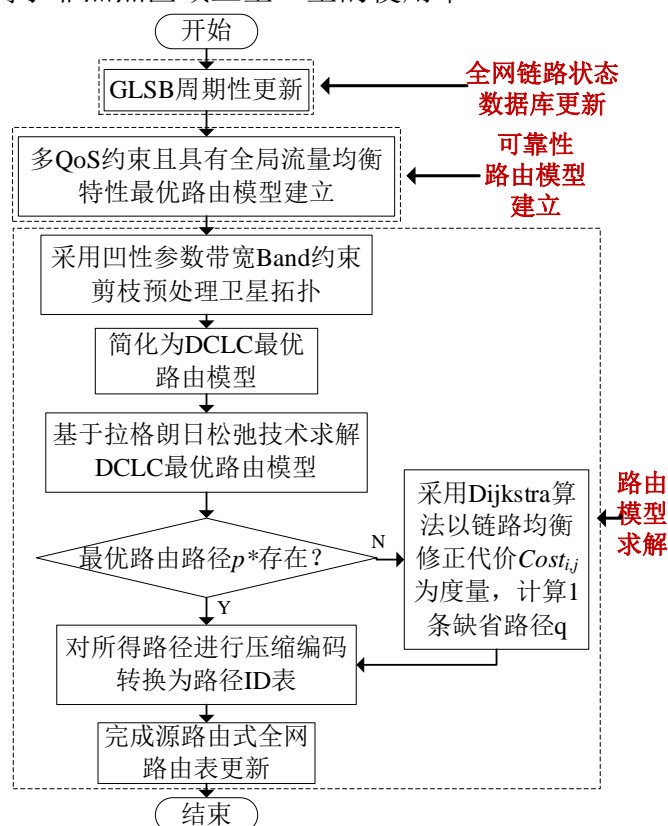 开始
GLSB周期性更新
全网链路状态
数据库更新
多QoS约束且具有全局流量均衡
特性最优路由模型建立
可靠性
路由模型
建立
采用凹性参数带宽Band约束
剪枝预处理卫星拓扑
简化为DCLC最优
路由模型
基于拉格朗日松弛技术求解
DCLC最优路由模型
最优路由路径p*存在？
N
Y
采用Dijkstra算
法以链路均衡
修正代价Cost_{i,j}
为度量，计算1
条缺省路径q
路由
模型
求解
对所得路径进行压缩编码
转换为路径ID表
完成源路由式全网
路由表更新
结束